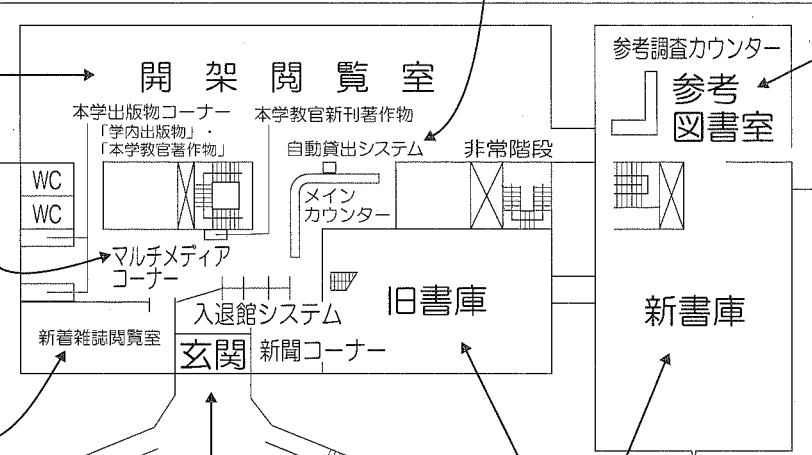 開架閲覧室
参考調査カウンター
参考
図書室
本学出版物コーナー
「学内出版物」・
「本学教官著作物」
本学教官新刊著作物
自動貸出システム
非常階段
WC
WC
メイン
カウンター
マルチメディア
コーナー
入退館システム
旧書庫
新書庫
新着雑誌閲覧室
玄関
新聞コーナー